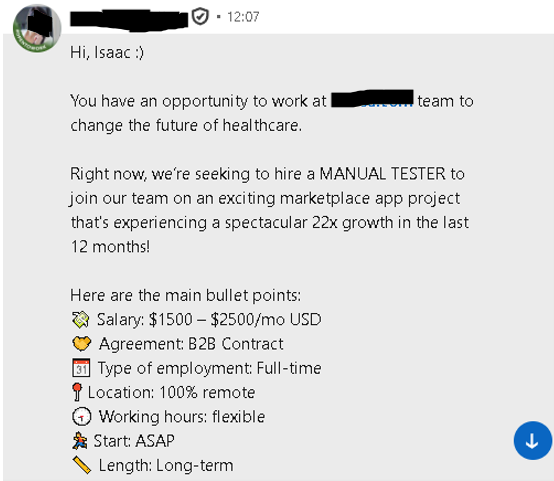 12:07
Hi, Isaac :)
You have an opportunity to work at team to
change the future of healthcare.
Right now, we're seeking to hire a MANUAL TESTER to
join our team on an exciting marketplace app project
that's experiencing a spectacular 22x growth in the last
12 months!
Here are the main bullet points:
Salary: $1500 – $2500/mo USD
Agreement: B2B Contract
Type of employment: Full-time
Location: 100% remote
Working hours: flexible
Start: ASAP
Length: Long-term